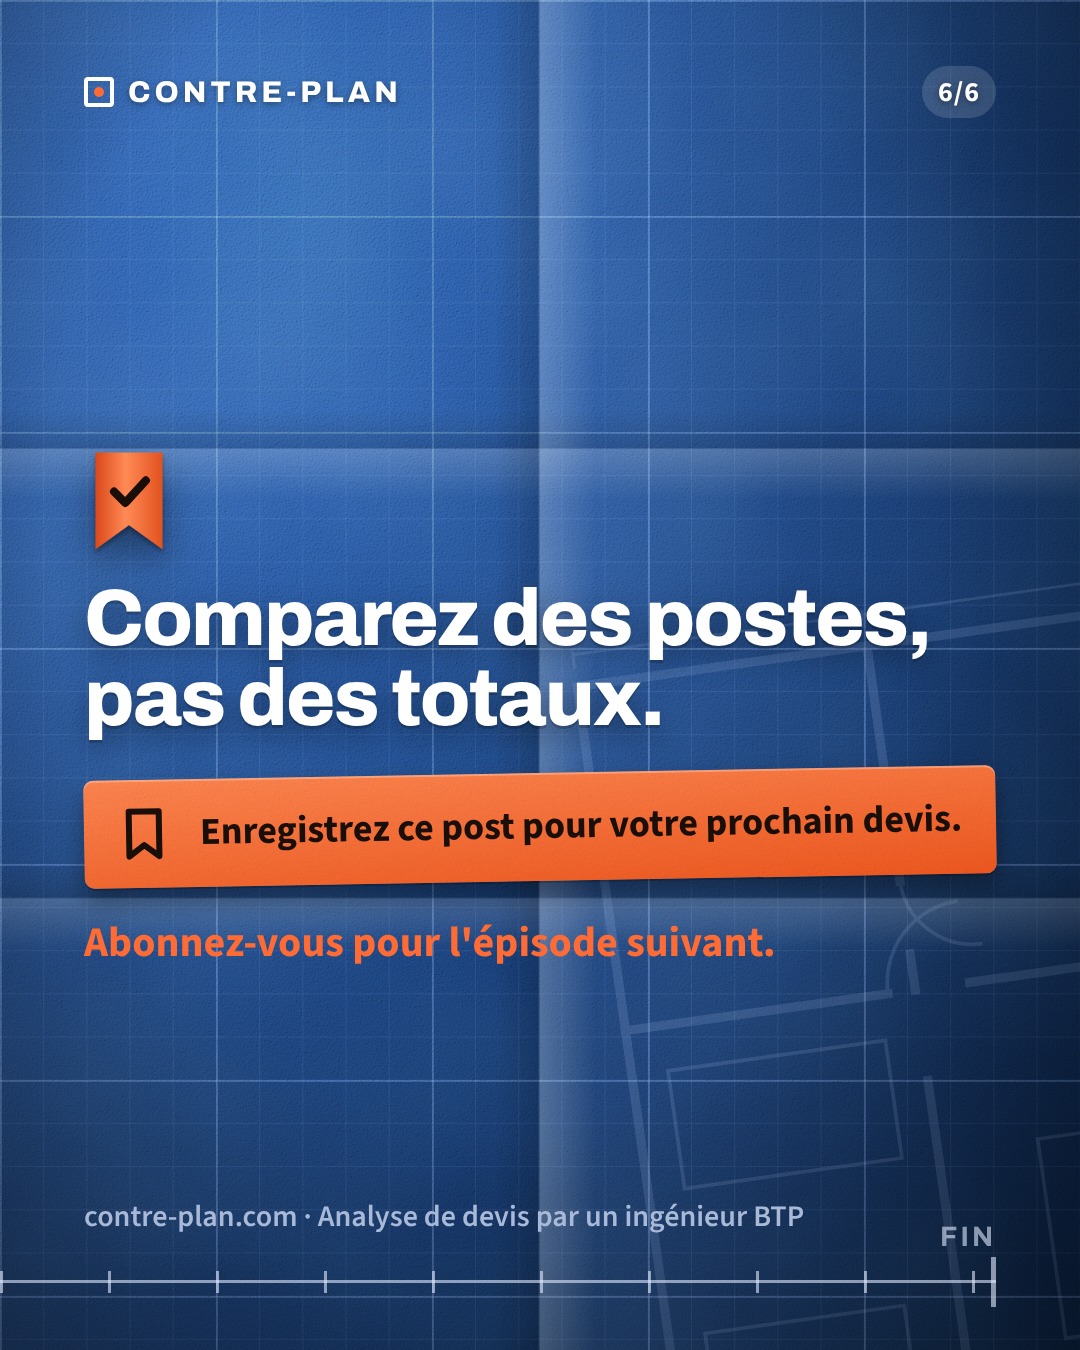 CONTRE-PLAN
6/6
Comparez des postes,
pas des totaux.
Enregistrez ce post pour votre prochain devis.
Abonnez-vous pour l'épisode suivant.
contre-plan.com · Analyse de devis par un ingénieur BTP
FIN